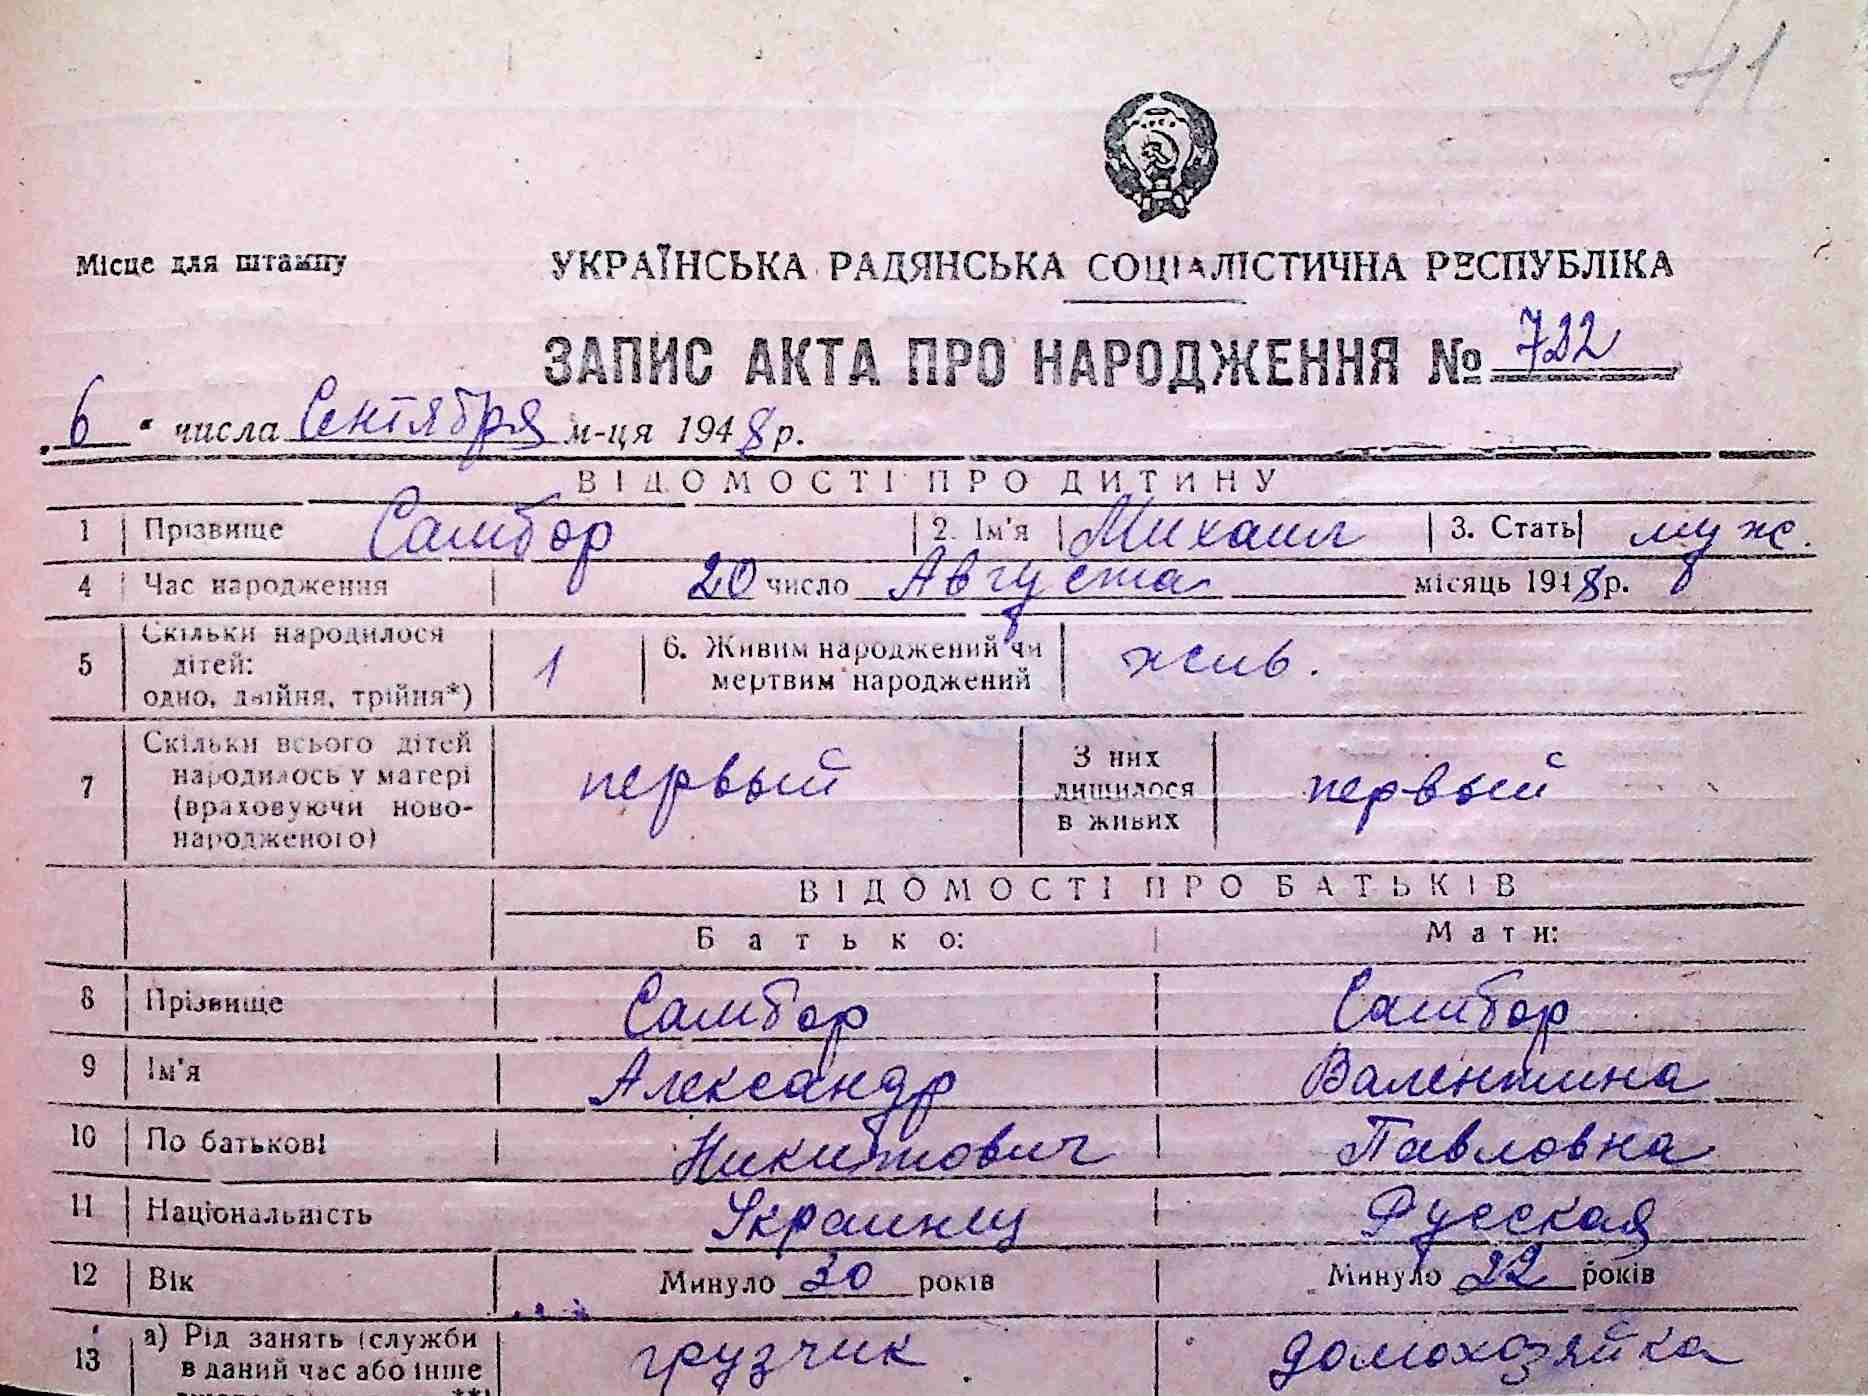 41
Місце для штампу
УКРАЇНСЬКА РАДЯНСЬКА СОЦІАЛІСТИЧНА РЕСПУБЛІКА
ЗАПИС АКТА ПРО НАРОДЖЕННЯ № 722
„6“ числа Сентября м-ця 1948 р.
ВІДОМОСТІ ПРО ДИТИНУ
1 Прізвище Самбор 2. Ім'я Михаил 3. Стать муж.
4 Час народження 20 число Августа місяць 1948 р.
5 Скільки народилося дітей: одно, двійня, трійня*) 1 6. Живим народжений чи мертвим народжений жив.
7 Скільки всього дітей народилось у матері (враховуючи ново-народженого) первый З них лишилося в живих первый
ВІДОМОСТІ ПРО БАТЬКІВ
Батько: Мати:
8 Прізвище Самбор Самбор
9 Ім'я Александр Валентина
10 По батькові Никитович Павловна
11 Національність Украинец Русская
12 Вік Минуло 30 років Минуло 22 років
13 а) Рід занять (служби в даний час або інше грузчик домохозяйка